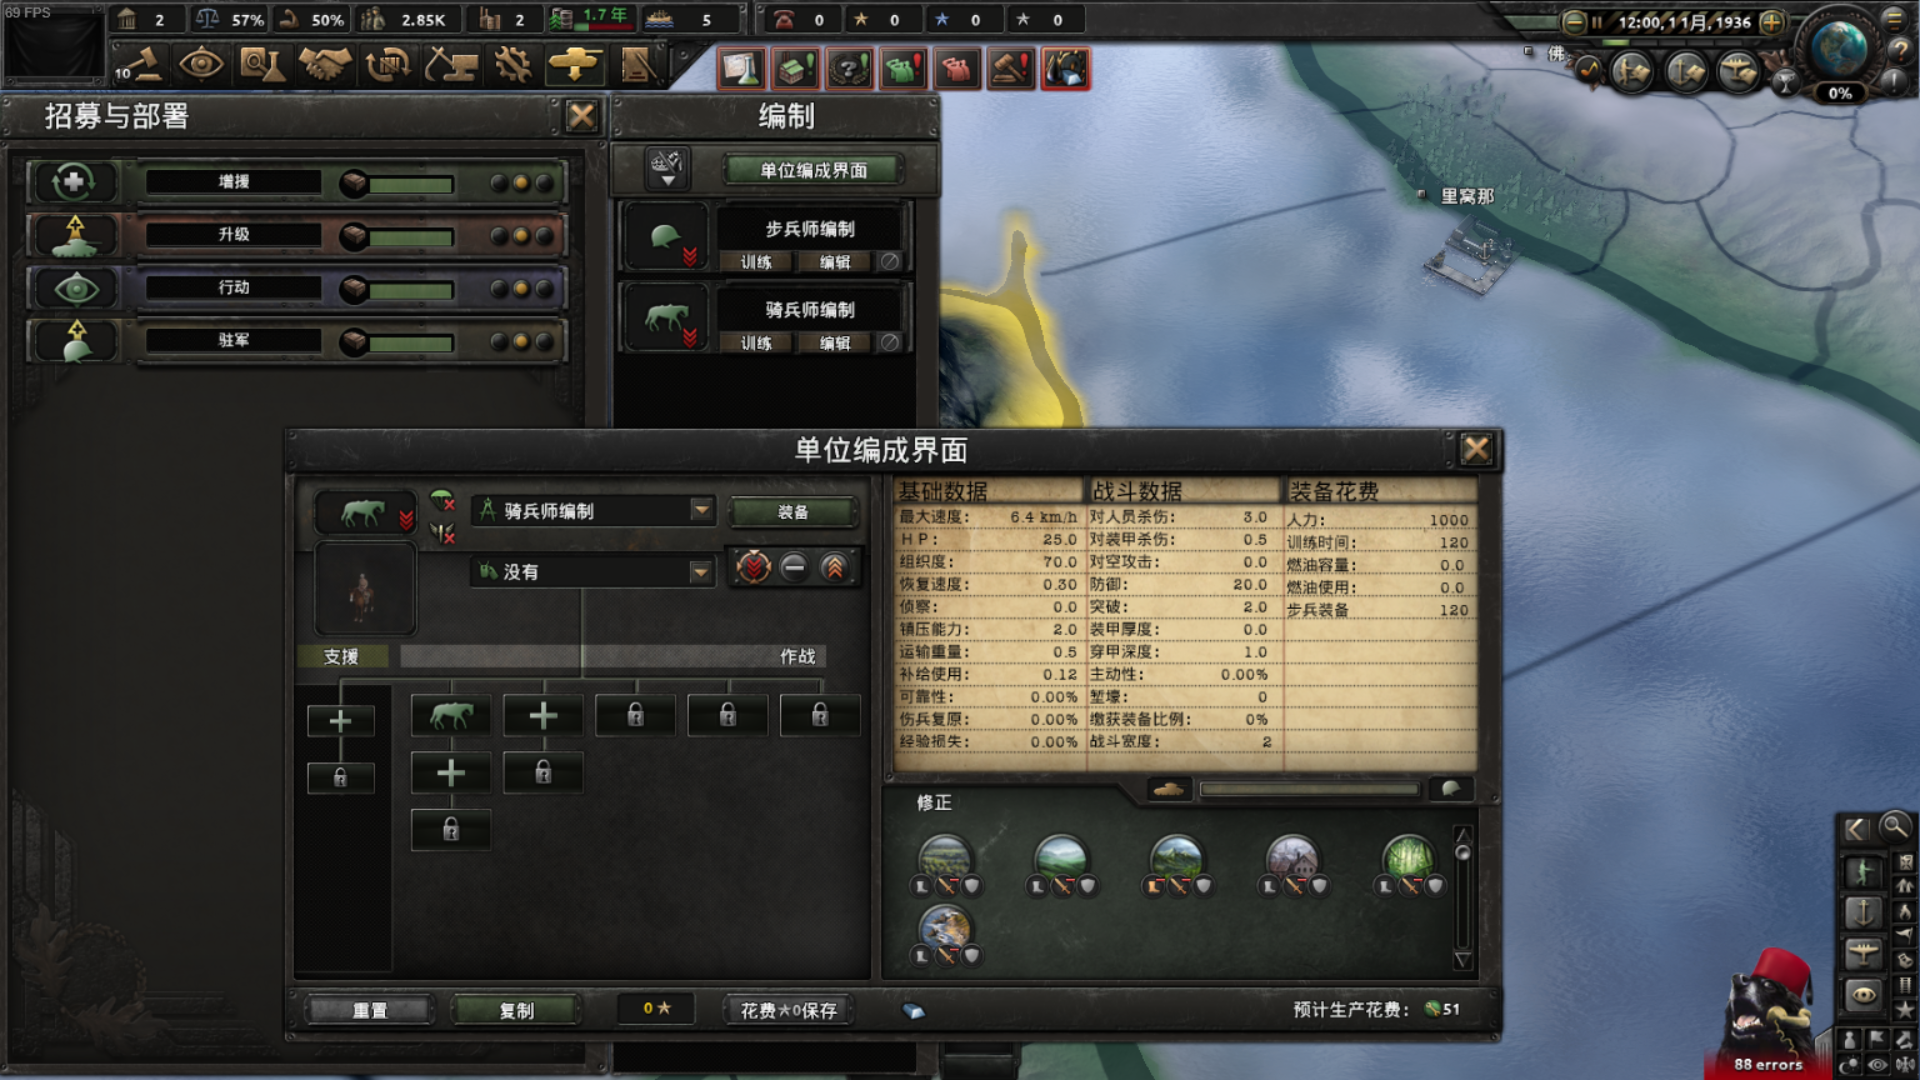 69 FPS
2
57%
50%
2.85K
2
1.7 年
5
0
0
0
0
12:00, 1 1月, 1936
10
0%
佛
招募与部署
编制
增援
升级
行动
驻军
单位编成界面
步兵师编制
训练
编辑
骑兵师编制
训练
编辑
里窝那
单位编成界面
骑兵师编制
装备
没有
支援
作战
基础数据
最大速度: 6.4 km/h
H P: 25.0
组织度: 70.0
恢复速度: 0.30
侦察: 0.0
镇压能力: 2.0
运输重量: 0.5
补给使用: 0.12
可靠性: 0.00%
伤兵复原: 0.00%
经验损失: 0.00%
战斗数据
对人员杀伤: 3.0
对装甲杀伤: 0.5
对空攻击: 0.0
防御: 20.0
突破: 2.0
装甲厚度: 0.0
穿甲深度: 1.0
主动性: 0.00%
堑壕: 0
缴获装备比例: 0%
战斗宽度: 2
装备花费
人力: 1000
训练时间: 120
燃油容量: 0.0
燃油使用: 0.0
步兵装备 120
修正
重置
复制
0
花费★0保存
预计生产花费: 51
88 errors